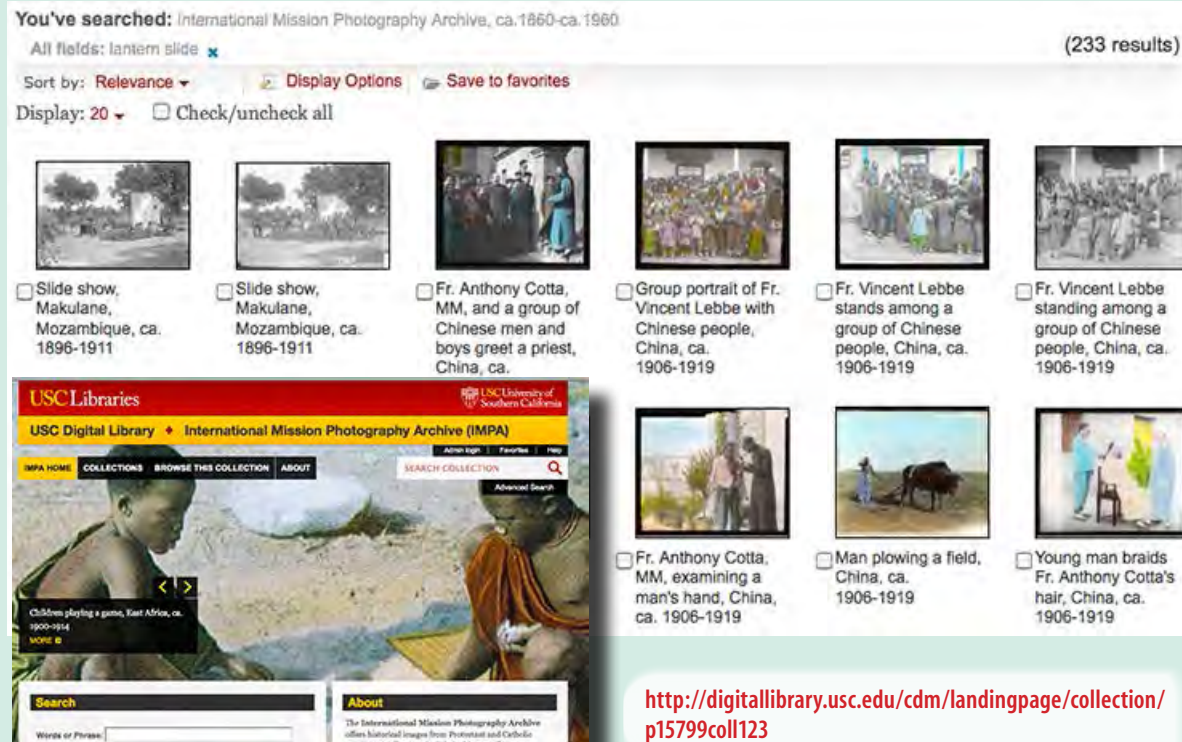 You've searched: International Mission Photography Archive, ca.1860-ca.1960
All fields: lantern slide x
(233 results)
Sort by: Relevance
Display Options
Save to favorites
Display: 20
Check/uncheck all
Slide show,
Makulane,
Mozambique, ca.
1896-1911
Slide show,
Makulane,
Mozambique, ca.
1896-1911
Fr. Anthony Cotta,
MM, and a group of
Chinese men and
boys greet a priest,
China, ca.
Group portrait of Fr.
Vincent Lebbe with
Chinese people,
China, ca.
1906-1919
Fr. Vincent Lebbe
stands among a
group of Chinese
people, China, ca.
1906-1919
Fr. Vincent Lebbe
standing among a
group of Chinese
people, China, ca.
1906-1919
Fr. Anthony Cotta,
MM, examining a
man's hand, China,
ca. 1906-1919
Man plowing a field,
China, ca.
1906-1919
Young man braids
Fr. Anthony Cotta's
hair, China, ca.
1906-1919
USC Libraries
USC University of
Southern California
USC Digital Library ♦ International Mission Photography Archive (IMPA)
Admin login | Favorites | Help
IMPA HOME COLLECTIONS BROWSE THIS COLLECTION ABOUT
SEARCH COLLECTION
Advanced Search
Children playing a game, East Africa, ca.
1900-1914
MORE
Search
Words or Phrase:
About
The International Mission Photography Archive
offers historical images from Protestant and Catholic
http://digitallibrary.usc.edu/cdm/landingpage/collection/
p15799coll123